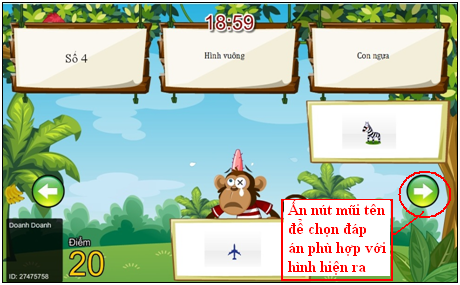 18:59
Số 4
Hình vuông
Con ngựa
Doanh Doanh
Điểm
20
ID: 27475758
Ấn nút mũi tên
để chọn đáp
án phù hợp với
hình hiện ra